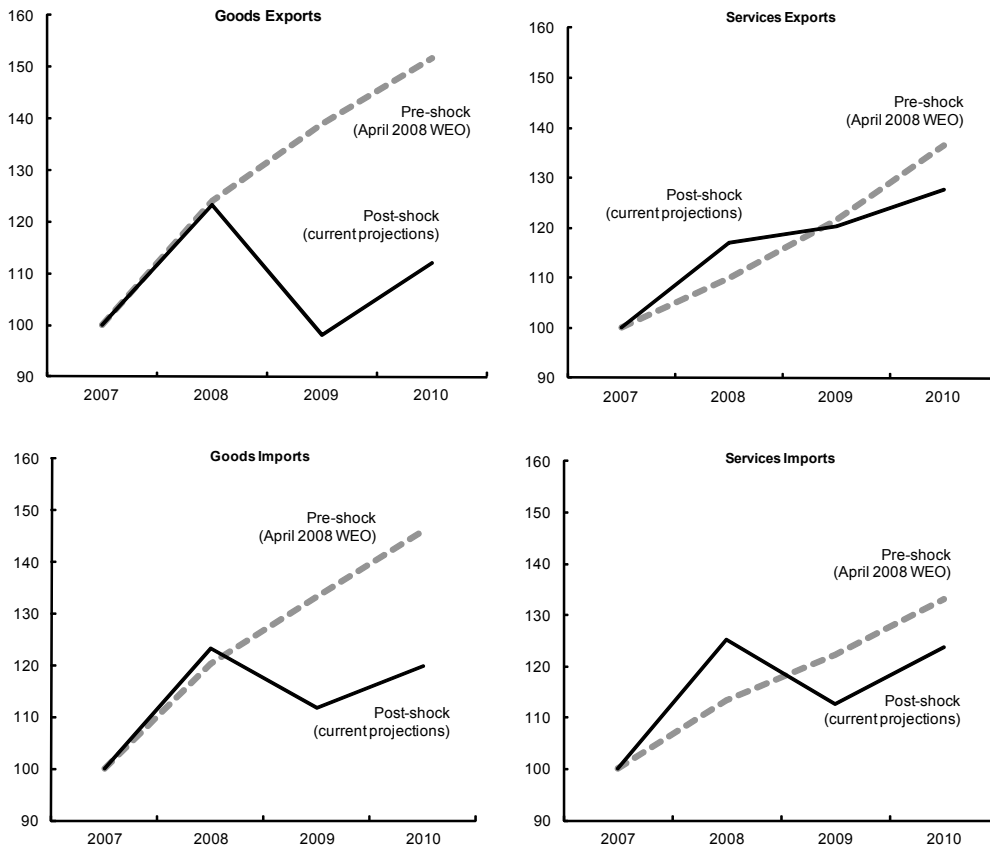 Goods Exports
160
150
140
130
120
110
100
90
Pre-shock
(April 2008 WEO)
Post-shock
(current projections)
2007 2008 2009 2010
Services Exports
160
150
140
130
120
110
100
90
Pre-shock
(April 2008 WEO)
Post-shock
(current projections)
2007 2008 2009 2010
Goods Imports
160
150
140
130
120
110
100
90
Pre-shock
(April 2008 WEO)
Post-shock
(current projections)
2007 2008 2009 2010
Services Imports
160
150
140
130
120
110
100
90
Pre-shock
(April 2008 WEO)
Post-shock
(current projections)
2007 2008 2009 2010